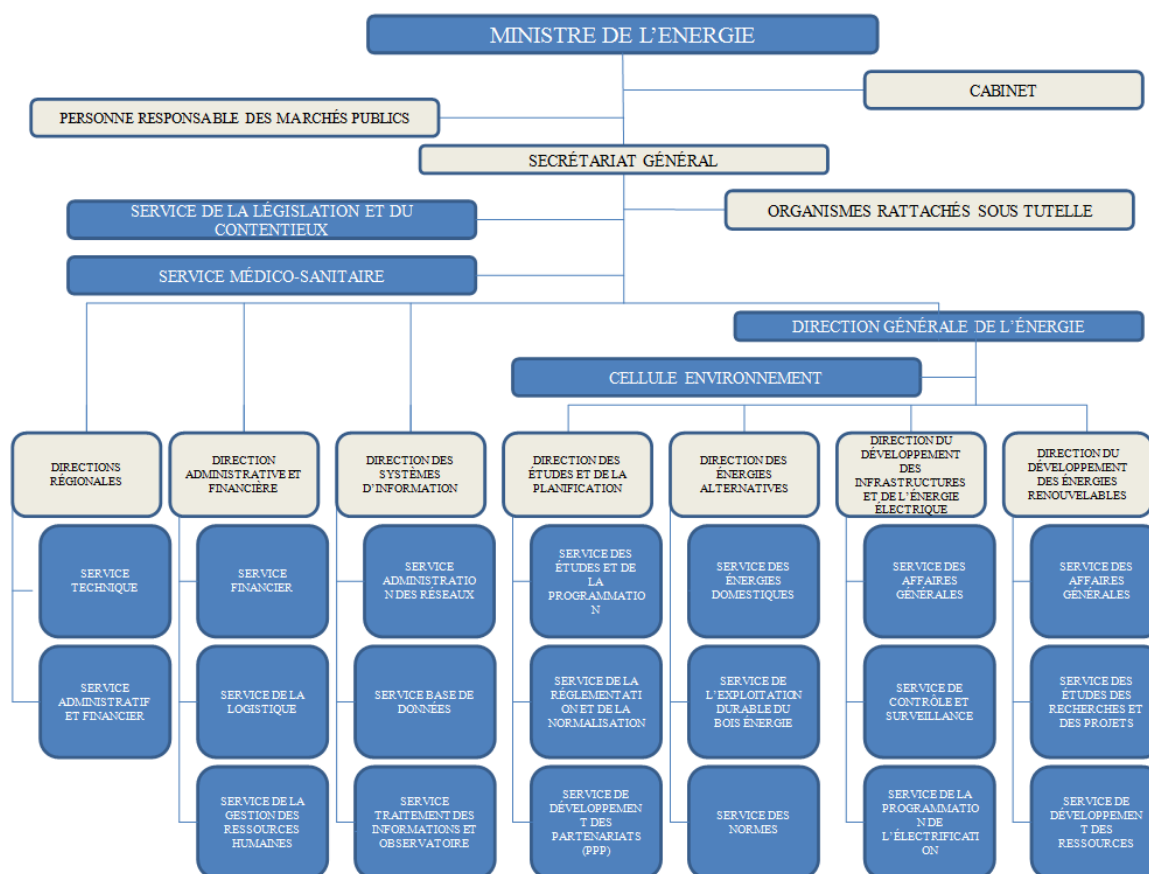 MINISTRE DE L’ENERGIE
CABINET
PERSONNE RESPONSABLE DES MARCHÉS PUBLICS
SECRÉTARIAT GÉNÉRAL
SERVICE DE LA LÉGISLATION ET DU
CONTENTIEUX
ORGANISMES RATTACHÉS SOUS TUTELLE
SERVICE MÉDICO-SANITAIRE
DIRECTION GÉNÉRALE DE L’ÉNERGIE
CELLULE ENVIRONNEMENT
DIRECTIONS
RÉGIONALES
DIRECTION
ADMINISTRATIVE ET
FINANCIÈRE
DIRECTION DES
SYSTÈMES
D’INFORMATION
DIRECTION DES
ÉTUDES ET DE LA
PLANIFICATION
DIRECTION DES
ÉNERGIES
ALTERNATIVES
DIRECTION DU
DÉVELOPPEMENT
DES
INFRASTRUCTURES
ET DE L’ÉNERGIE
ÉLECTRIQUE
DIRECTION DU
DÉVELOPPEMENT
DES ÉNERGIES
RENOUVELABLES
SERVICE
TECHNIQUE
SERVICE
FINANCIER
SERVICE
ADMINISTRATIO
N DES RÉSEAUX
SERVICE DES
ÉTUDES ET DE
LA
PROGRAMMATIO
N
SERVICE DES
ÉNERGIES
DOMESTIQUES
SERVICE DES
AFFAIRES
GÉNÉRALES
SERVICE DES
AFFAIRES
GÉNÉRALES
SERVICE
ADMINISTRATIF
ET FINANCIER
SERVICE DE LA
LOGISTIQUE
SERVICE BASE DE
DONNÉES
SERVICE DE LA
RÉGLEMENTATI
ON ET DE LA
NORMALISATION
SERVICE DE
L’EXPLOITATION
DURABLE DU
BOIS ÉNERGIE
SERVICE DE
CONTRÔLE ET
SURVEILLANCE
SERVICE DES
ÉTUDES DES
RECHERCHES ET
DES PROJETS
SERVICE DE LA
GESTION DES
RESSOURCES
HUMAINES
SERVICE
TRAITEMENT DES
INFORMATIONS ET
OBSERVATOIRE
SERVICE DE
DÉVELOPPEMEN
T DES
PARTENARIATS
(PPP)
SERVICE DES
NORMES
SERVICE DE LA
PROGRAMMATIO
N DE
L’ÉLECTRIFICATI
ON
SERVICE DE
DÉVELOPPEMEN
T DES
RESSOURCES